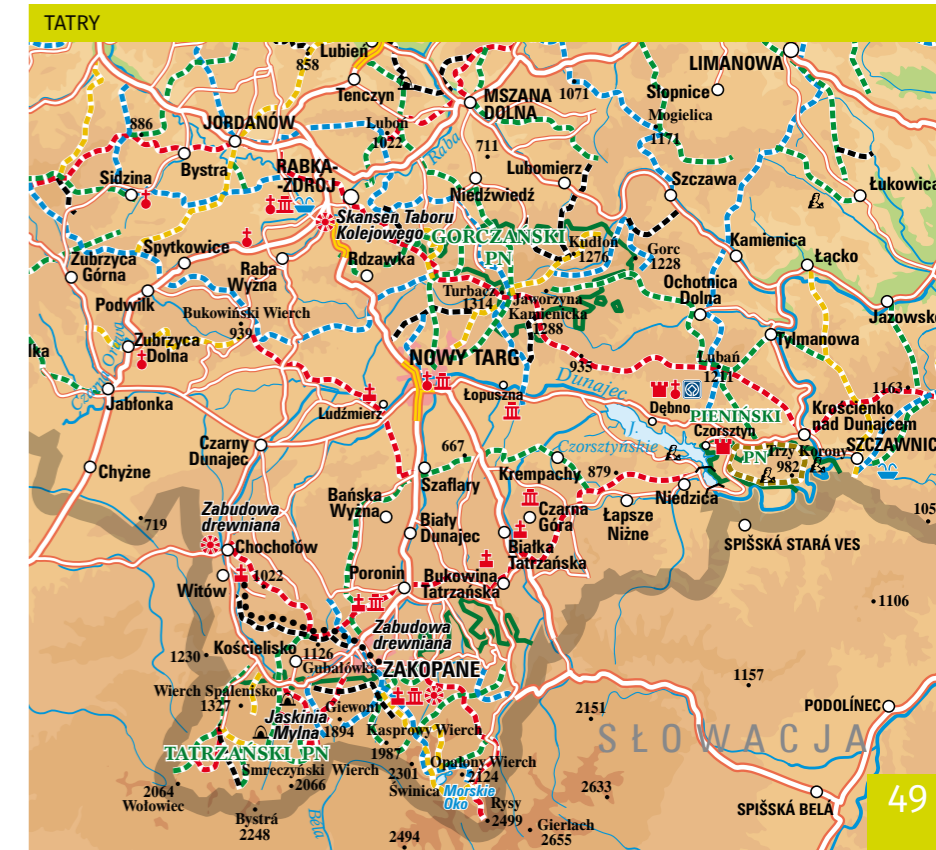 TATRY
Lubień
858
LIMANOWA
Tenczyn
1071
Słopnice
MSZANA
DOLNA
Mogielica
1171
886
JORDANÓW
Luboń
1022
Raba
711
Bystra
RABKA-
-ZDRÓJ
Lubomierz
Sidzina
Niedźwiedź
Szczawa
Łukowica
Skansen Taboru
Kolejowego
GORCZAŃSKI
PN
Kudłoń
1276
Gorc
1228
Kamienica
Spytkowice
Zubrzyca
Górna
Raba
Wyżna
Rdzawka
Łącko
Ochotnica
Dolna
Podwilk
Turbacz
1314
Jaworzyna
Kamienicka
1288
Bukowiński Wierch
939
Jazowsko
Czarna Orawa
Zubrzyca
Dolna
Tylmanowa
lka
NOWY TARG
935
Lubań
1211
Dunajec
1163
Jabłonka
Ludźmierz
Łopuszna
Dębno
PIENIŃSKI
PN
Czorsztyn
Krościenko
nad Dunajcem
Czarny
Dunajec
667
J.
Czorsztyńskie
Trzy Korony
982
SZCZAWNIC
Chyżne
Szaflary
Krempachy
879
Niedzica
Bańska
Wyżna
Zabudowa
drewniana
719
Biały
Dunajec
Czarna
Góra
Łapsze
Niżne
105
SPIŠSKÁ STARÁ VES
Chochołów
Białka
Tatrzańska
Witów
1022
Poronin
Bukowina
Tatrzańska
1106
Zabudowa
drewniana
1230
Kościelisko
1126
Gubałówka
ZAKOPANE
1157
Wierch Spalenisko
1327
Giewont
1894
Jaskinia
Mylna
Kasprowy Wierch
1987
2151
PODOLÍNEC
SŁOWACJA
TATRZAŃSKI PN
Smreczyński Wierch
2066
2301
Świnica
Opalony Wierch
2124
2064
Wołowiec
Morskie
Oko
2633
49
Bystrá
2248
Belá
Rysy
2499
SPIŠSKÁ BELÁ
2494
Gierlach
2655